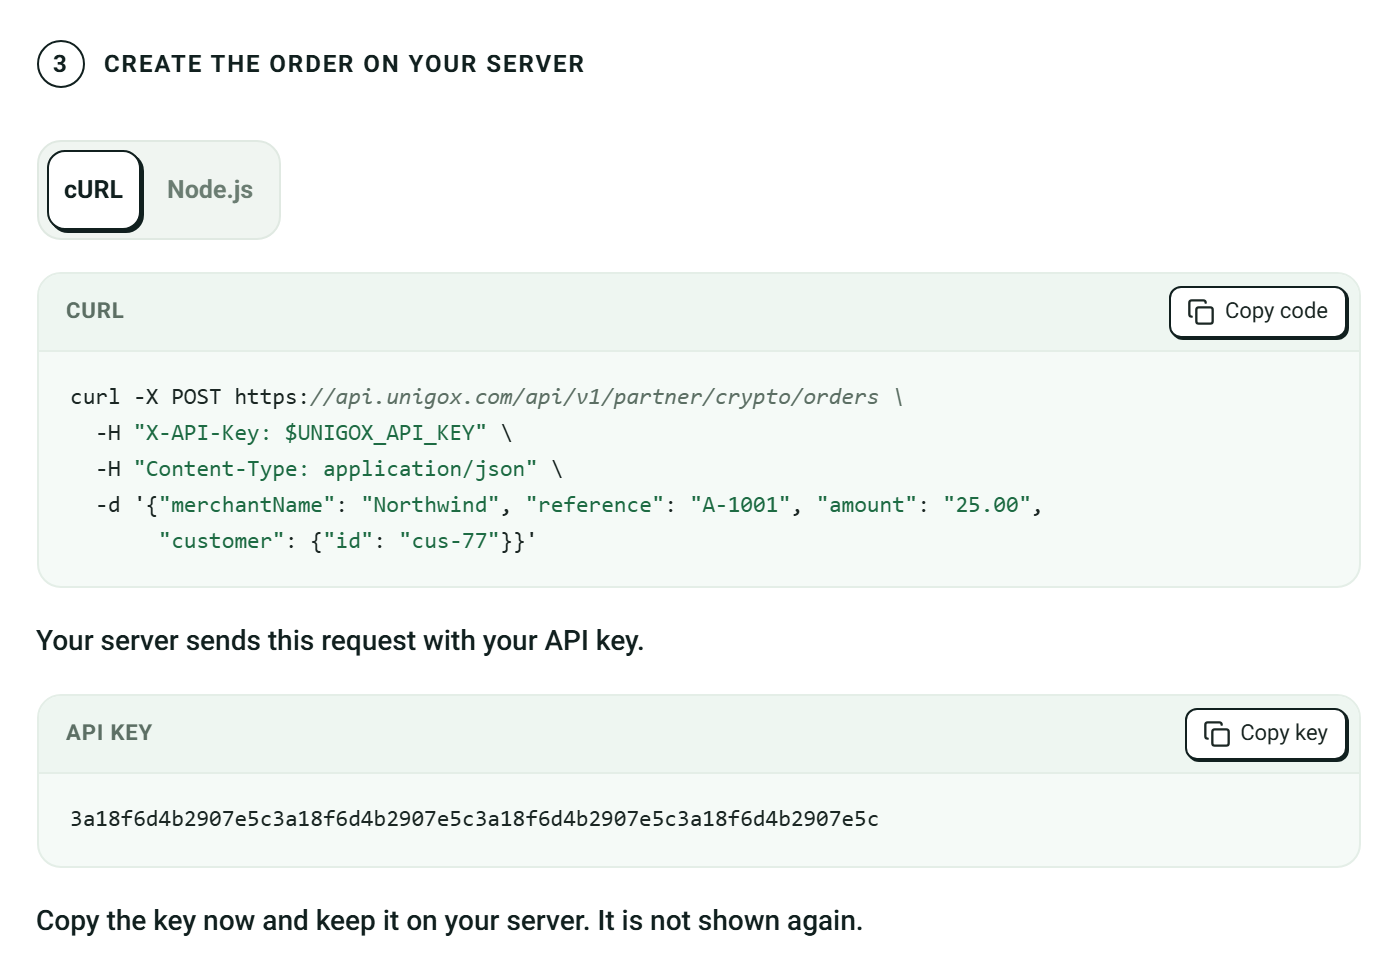 3 CREATE THE ORDER ON YOUR SERVER
cURL Node.js
CURL Copy code
curl -X POST https://api.unigox.com/api/v1/partner/crypto/orders \
  -H "X-API-Key: $UNIGOX_API_KEY" \
  -H "Content-Type: application/json" \
  -d '{"merchantName": "Northwind", "reference": "A-1001", "amount": "25.00",
       "customer": {"id": "cus-77"}}'
Your server sends this request with your API key.
API KEY Copy key
3a18f6d4b2907e5c3a18f6d4b2907e5c3a18f6d4b2907e5c3a18f6d4b2907e5c
Copy the key now and keep it on your server. It is not shown again.